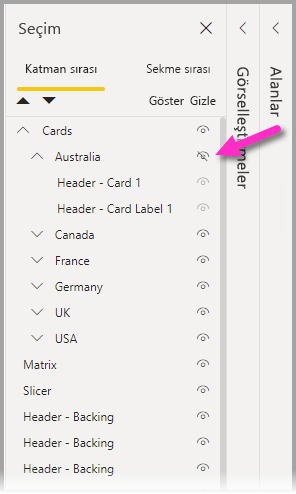 Seçim
Katman sırası
Sekme sırası
Göster Gizle
Cards
Australia
Header - Card 1
Header - Card Label 1
Canada
France
Germany
UK
USA
Matrix
Slicer
Header - Backing
Header - Backing
Header - Backing
Görselleştirmeler
Alanlar